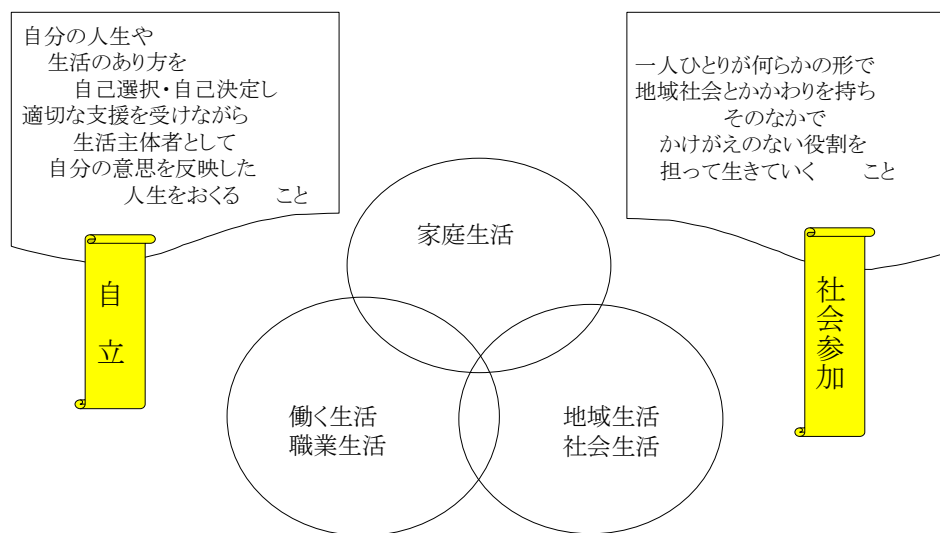 自分の人生や
生活のあり方を
自己選択・自己決定し
適切な支援を受けながら
生活主体者として
自分の意思を反映した
人生をおくる　こと
自立
一人ひとりが何らかの形で
地域社会とかかわりを持ち
そのなかで
かけがえのない役割を
担って生きていく　こと
社会参加
家庭生活
働く生活
職業生活
地域生活
社会生活